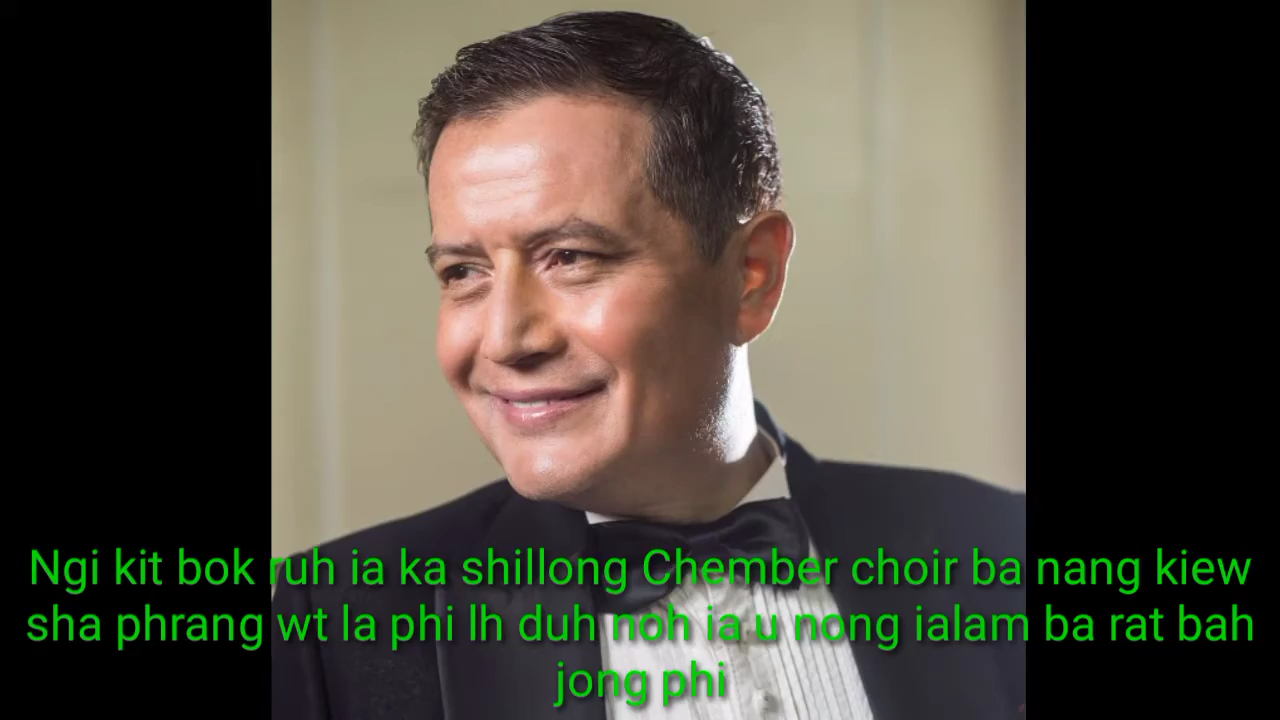 Ngi kit bok ruh ia ka shillong Chember choir ba nang kiew
sha phrang wt la phi lh duh noh ia u nong ialam ba rat bah
jong phi